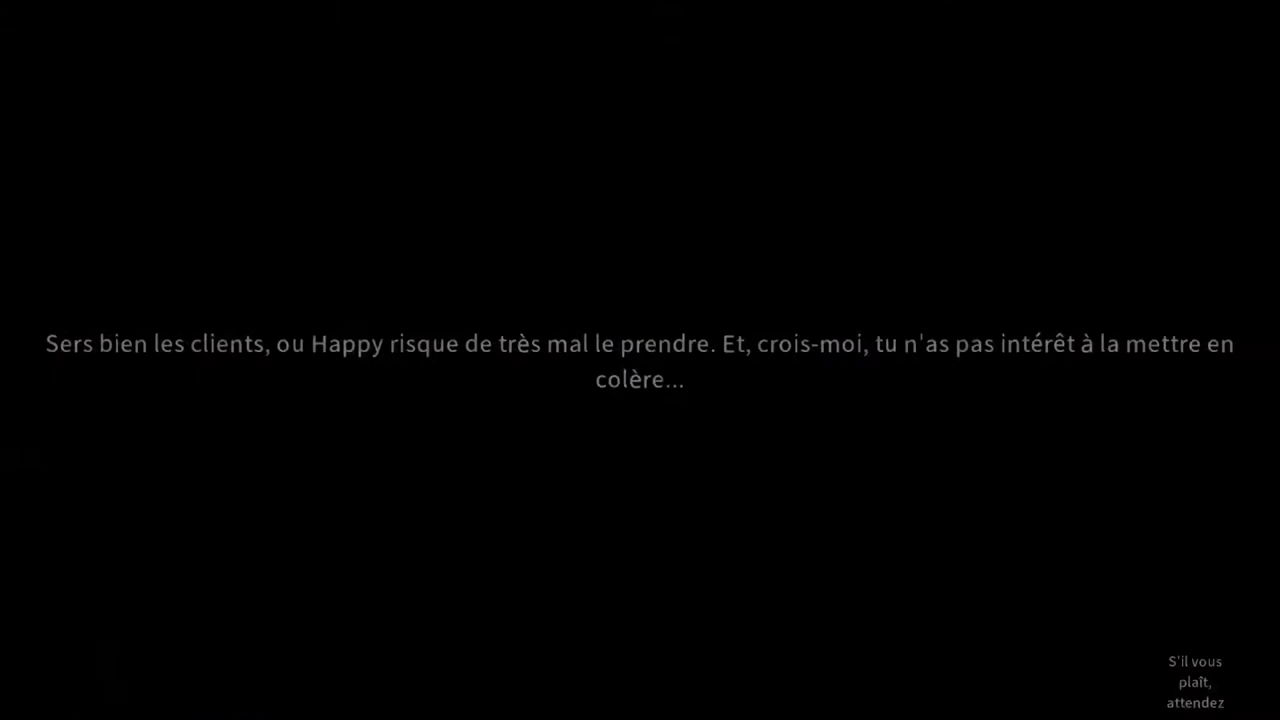 Sers bien les clients, ou Happy risque de très mal le prendre. Et, crois-moi, tu n'as pas intérêt à la mettre en
colère...
S'il vous
plaît,
attendez